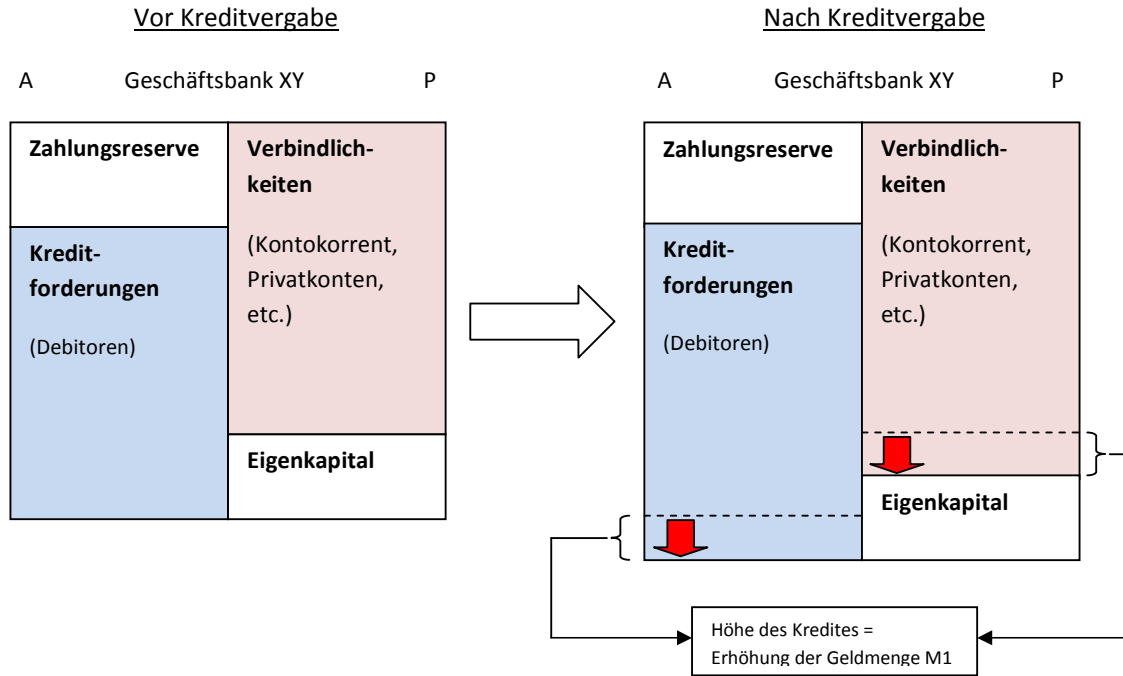 Vor Kreditvergabe
A Geschäftsbank XY P
Zahlungsreserve
Kredit-
forderungen
(Debitoren)
Verbindlich-
keiten
(Kontokorrent,
Privatkonten,
etc.)
Eigenkapital
Nach Kreditvergabe
A Geschäftsbank XY P
Zahlungsreserve
Kredit-
forderungen
(Debitoren)
Verbindlich-
keiten
(Kontokorrent,
Privatkonten,
etc.)
Eigenkapital
Höhe des Kredites =
Erhöhung der Geldmenge M1